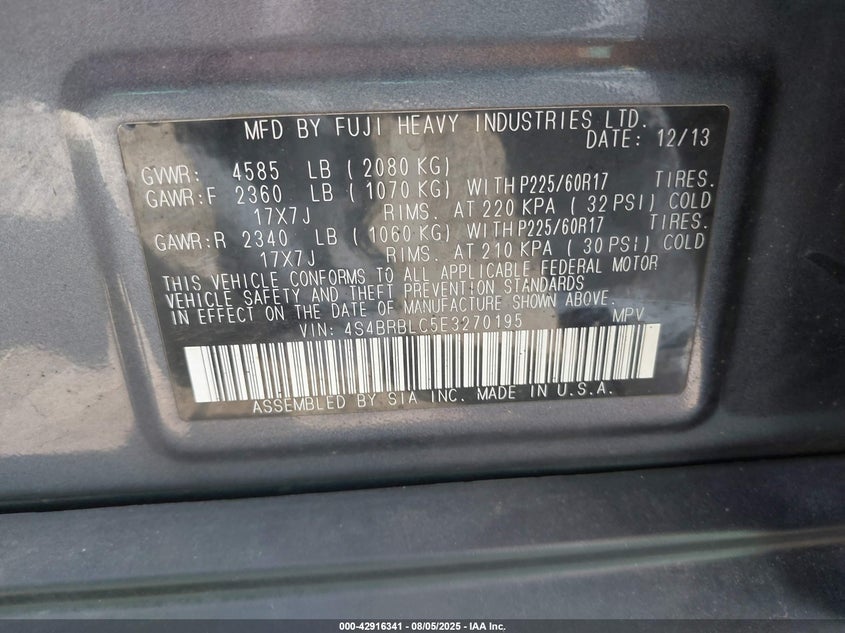 MFD BY FUJI HEAVY INDUSTRIES LTD.
DATE: 12/13
GVWR: 4585 LB ( 2080 KG)
GAWR:F 2360 LB ( 1070 KG) WITH P225/60R17 TIRES.
17X7J RIMS. AT 220 KPA ( 32 PSI) COLD
GAWR:R 2340 LB ( 1060 KG) WITH P225/60R17 TIRES.
17X7J RIMS. AT 210 KPA ( 30 PSI) COLD
THIS VEHICLE CONFORMS TO ALL APPLICABLE FEDERAL MOTOR
VEHICLE SAFETY AND THEFT PREVENTION STANDARDS
IN EFFECT ON THE DATE OF MANUFACTURE SHOWN ABOVE.
VIN: 4S4BRBLC5E3270195 MPV
ASSEMBLED BY SIA INC. MADE IN U.S.A.
000-42916341 | 08/05/2025 - IAA Inc.